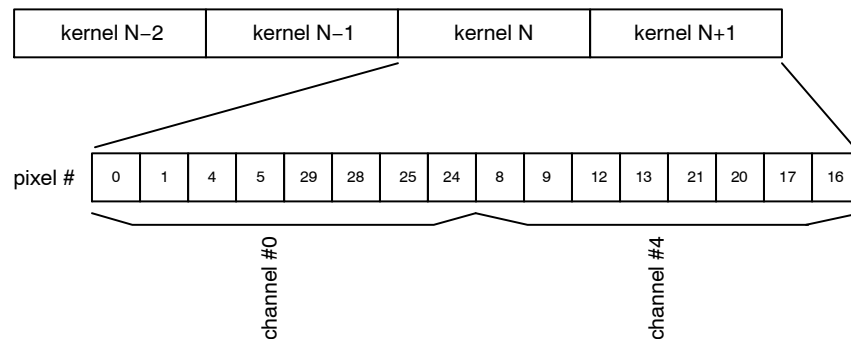 kernel N−2 kernel N−1 kernel N kernel N+1
pixel # 0 1 4 5 29 28 25 24 8 9 12 13 21 20 17 16
channel #0
channel #4